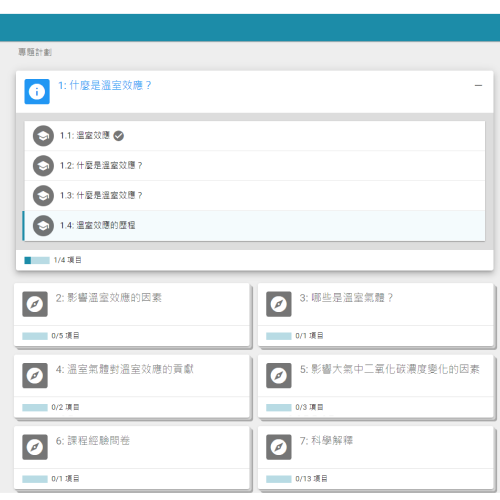 專題計劃
1: 什麼是溫室效應？
1.1: 溫室效應
1.2: 什麼是溫室效應？
1.3: 什麼是溫室效應？
1.4: 溫室效應的歷程
1/4 項目
2: 影響溫室效應的因素
0/5 項目
3: 哪些是溫室氣體？
0/1 項目
4: 溫室氣體對溫室效應的貢獻
0/2 項目
5: 影響大氣中二氧化碳濃度變化的因素
0/3 項目
6: 課程經驗問卷
0/1 項目
7: 科學解釋
0/13 項目